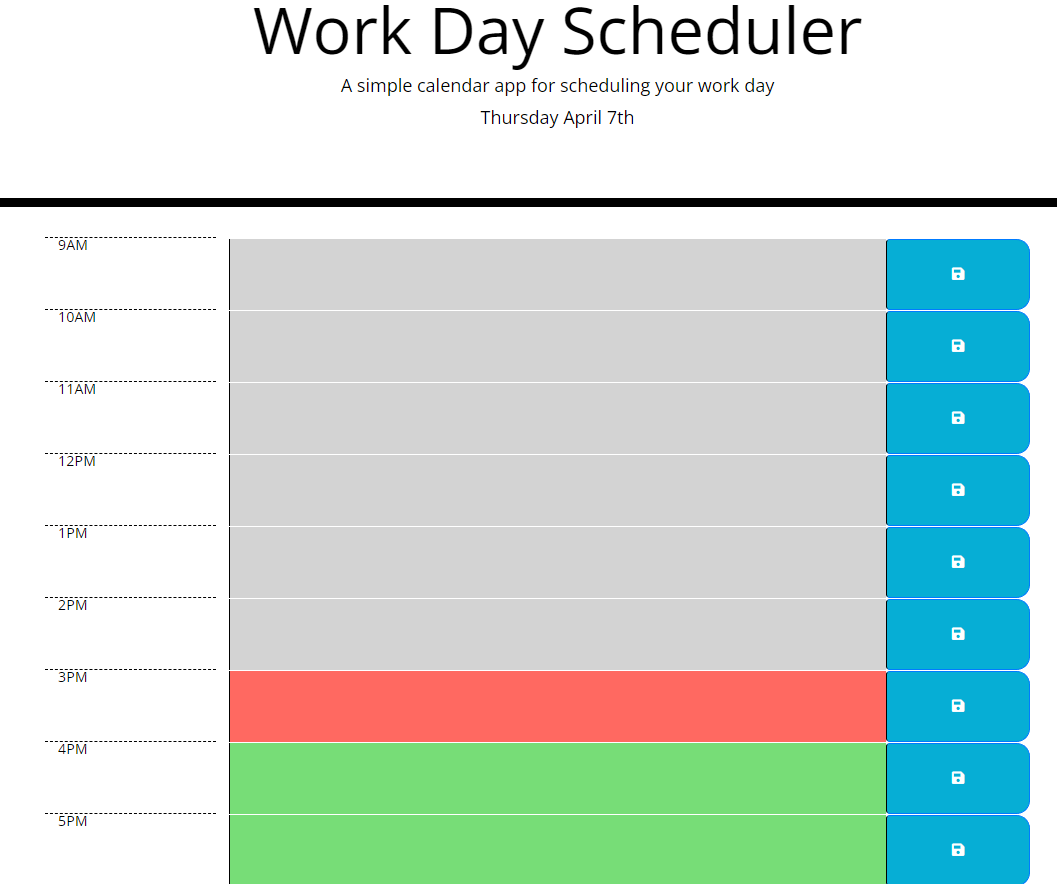 Work Day Scheduler
A simple calendar app for scheduling your work day
Thursday April 7th
9AM
10AM
11AM
12PM
1PM
2PM
3PM
4PM
5PM